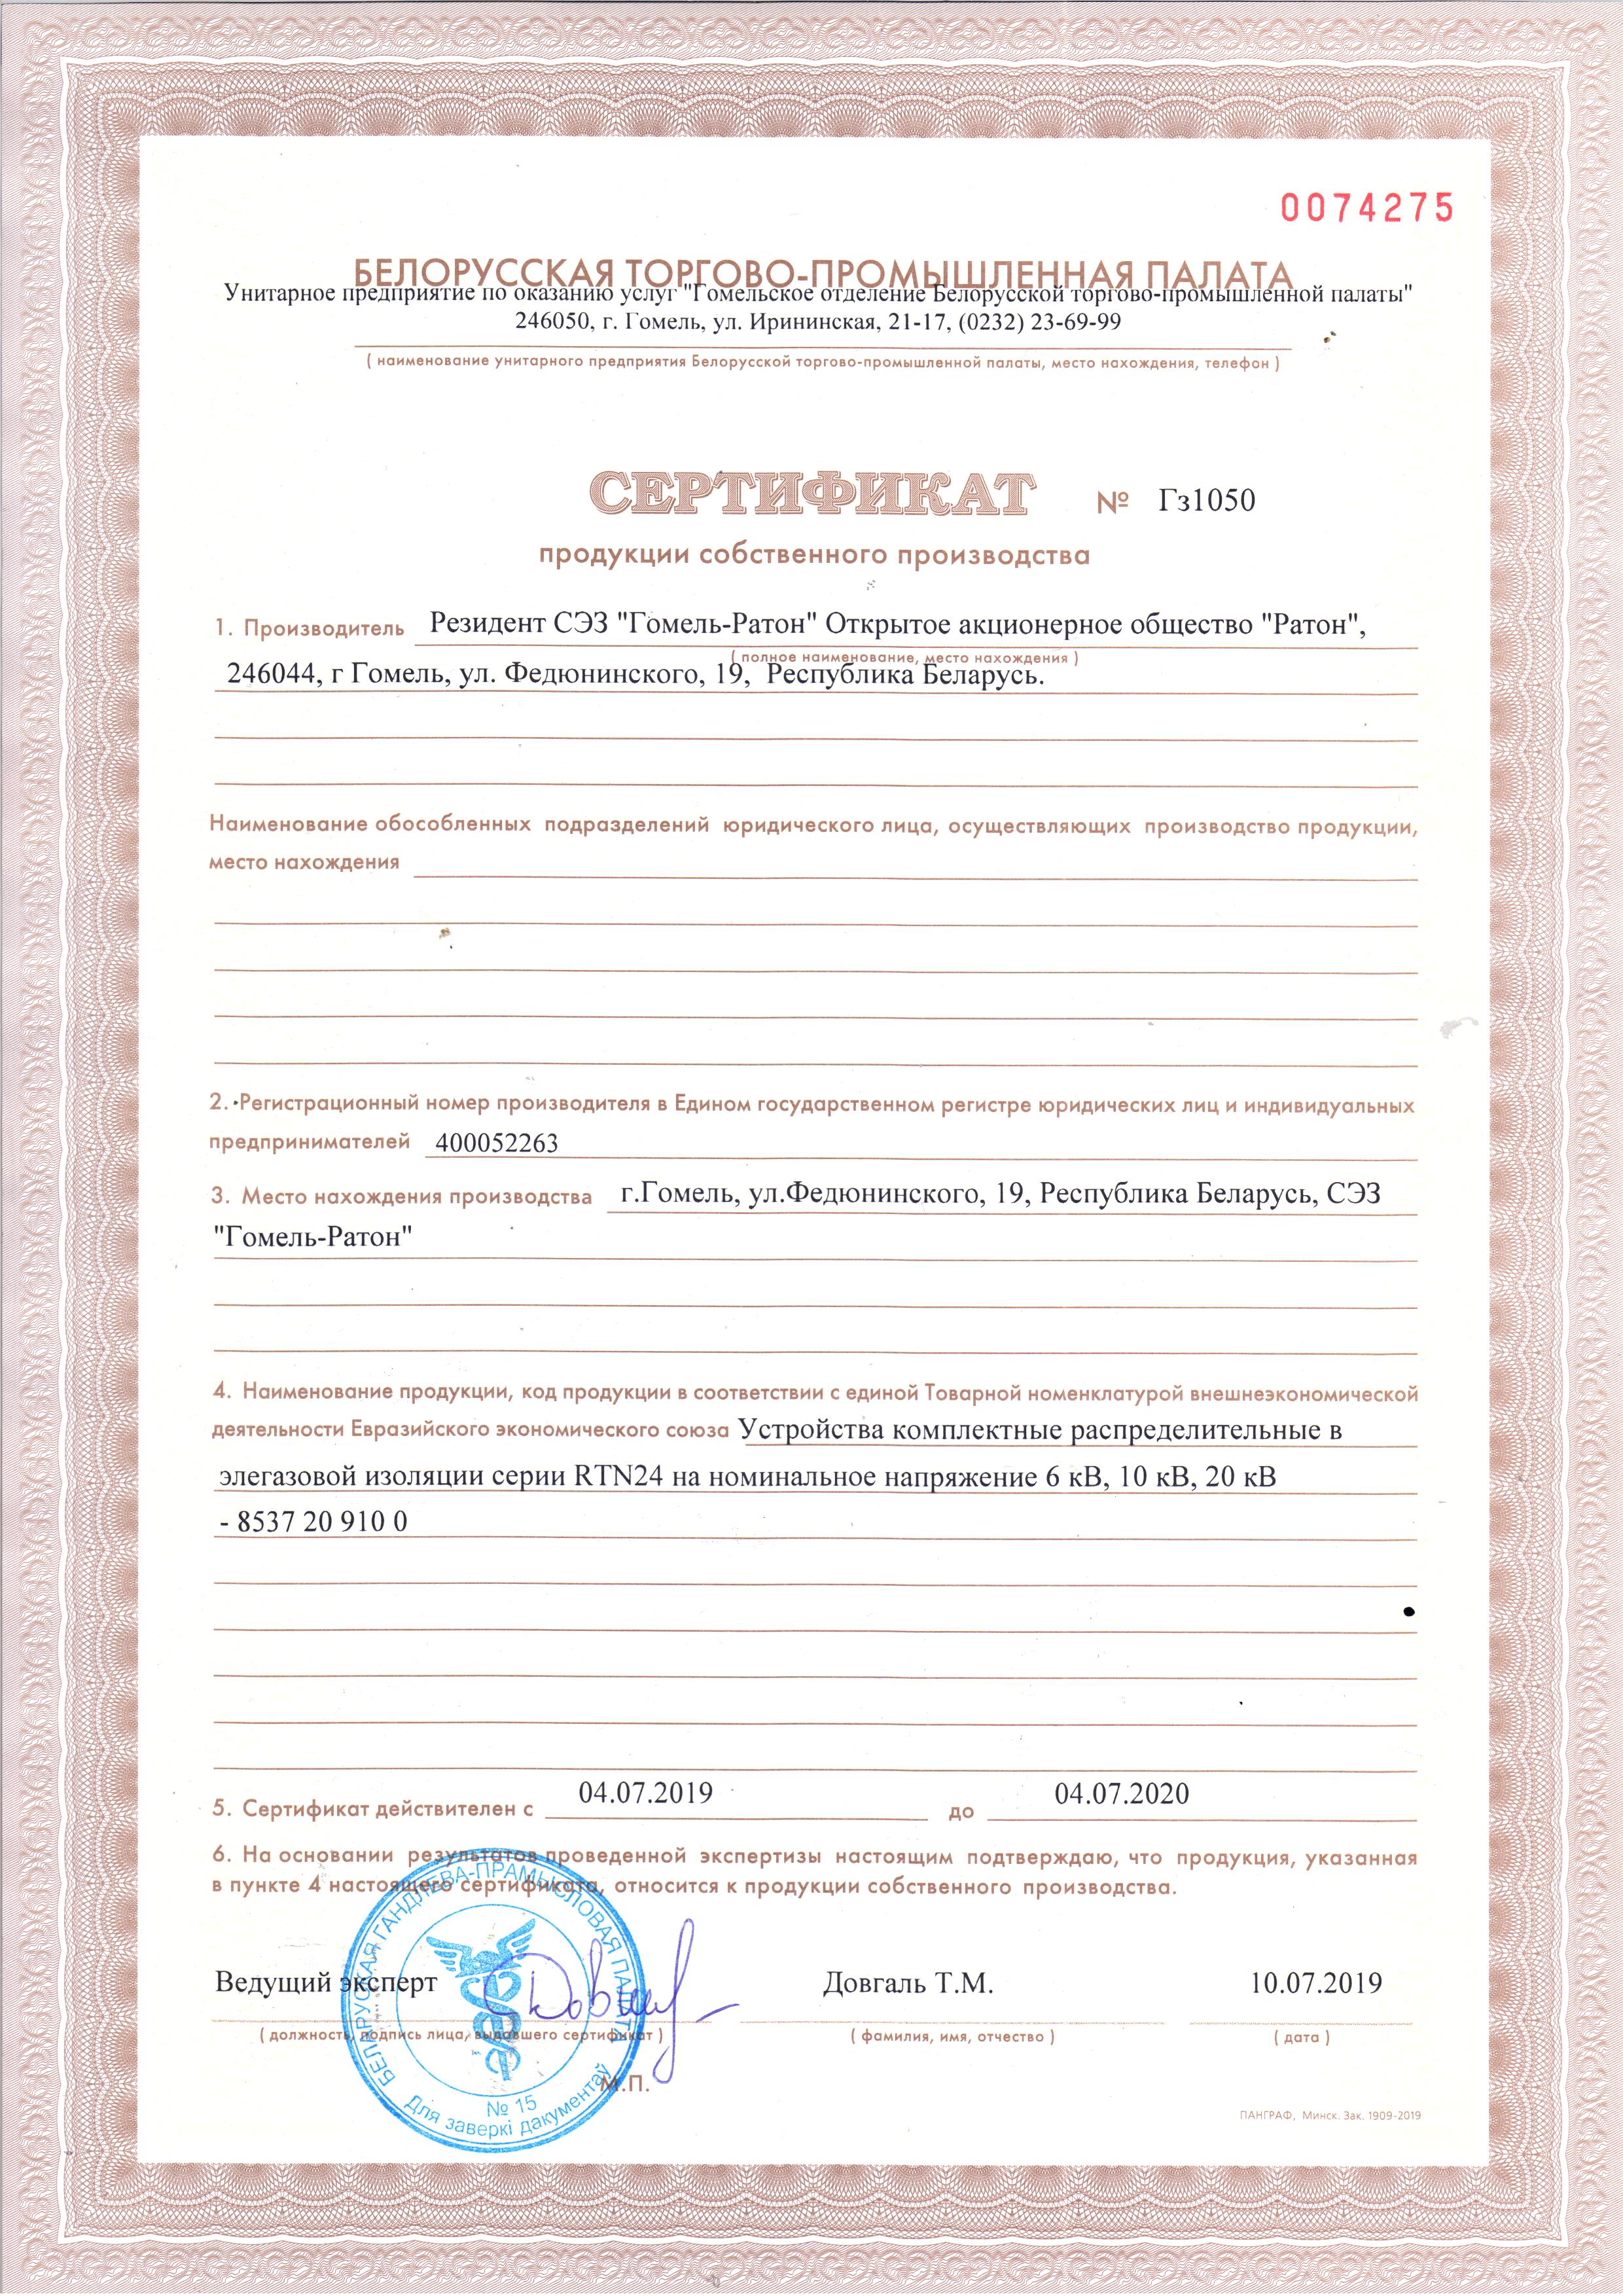 0074275
БЕЛОРУССКАЯ ТОРГОВО-ПРОМЫШЛЕННАЯ ПАЛАТА
Унитарное предприятие по оказанию услуг "Гомельское отделение Белорусской торгово-промышленной палаты"
246050, г. Гомель, ул. Ирининская, 21-17, (0232) 23-69-99
( наименование унитарного предприятия Белорусской торгово-промышленной палаты, место нахождения, телефон )
СЕРТИФИКАТ № Гз1050
продукции собственного производства
1. Производитель Резидент СЭЗ "Гомель-Ратон" Открытое акционерное общество "Ратон",
( полное наименование, место нахождения )
246044, г Гомель, ул. Федюнинского, 19, Республика Беларусь.
Наименование обособленных подразделений юридического лица, осуществляющих производство продукции,
место нахождения
2. Регистрационный номер производителя в Едином государственном регистре юридических лиц и индивидуальных
предпринимателей 400052263
3. Место нахождения производства г.Гомель, ул.Федюнинского, 19, Республика Беларусь, СЭЗ
"Гомель-Ратон"
4. Наименование продукции, код продукции в соответствии с единой Товарной номенклатурой внешнеэкономической
деятельности Евразийского экономического союза Устройства комплектные распределительные в
элегазовой изоляции серии RTN24 на номинальное напряжение 6 кВ, 10 кВ, 20 кВ
- 8537 20 910 0
5. Сертификат действителен с 04.07.2019 до 04.07.2020
6. На основании результатов проведенной экспертизы настоящим подтверждаю, что продукция, указанная
в пункте 4 настоящего сертификата, относится к продукции собственного производства.
БЕЛАРУСКАЯ ГАНДЛЁВА-ПРАМЫСЛОВАЯ ПАЛАТА
Ведущий эксперт Довгаль Т.М. 10.07.2019
( должность, подпись лица, выдавшего сертификат ) ( фамилия, имя, отчество ) ( дата )
М.П.
№ 15
Для заверкі дакументаў
ПАНГРАФ, Минск. Зак. 1909-2019